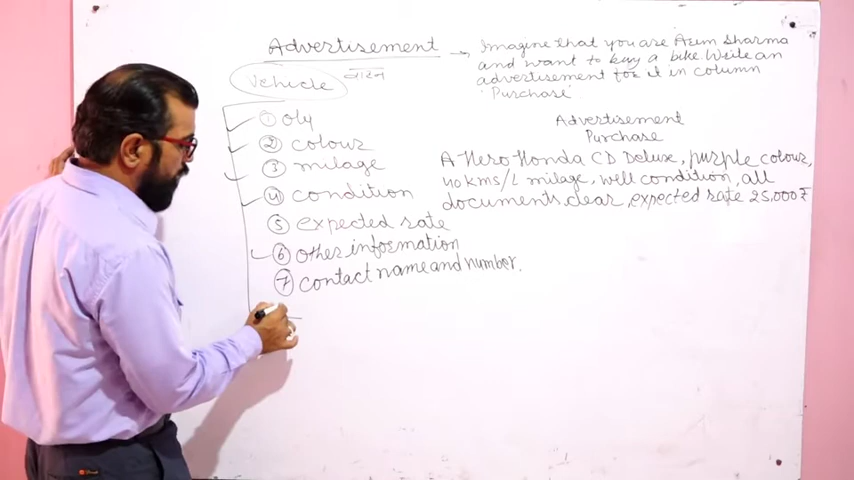 Advertisement → Imagine that you are Azim Sharma
and want to buy a bike. Write an
advertisement for it in column
'Purchase'
Vehicle वाहन
① Oly
② colour
③ milage
④ condition
⑤ expected rate
⑥ other information
⑦ contact name and number.
Advertisement
Purchase
A Hero Honda CD Deluxe, purple colour,
40 kms/L milage, well condition, all
documents clear, expected rate 25,000 ₹